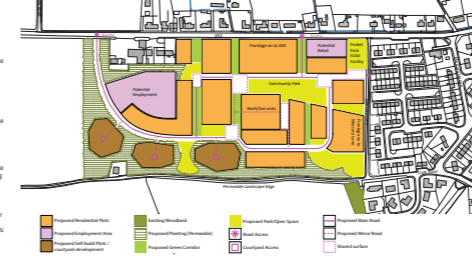 A52
Frontage on to A52
Potential
Retail
Pocket
Park
SUDS
Facility
Community Park
Potential
Employment
Work/live units
Permeable Landscape Edge
Proposed Residential Plots
Proposed Employment Area
Proposed Self build Plots /
courtyard development
Existing Woodland
Proposed Planting (Permeable)
Proposed Green Corridor
Proposed Park/Open Space
Road Access
Courtyard Access
Proposed Main Road
Proposed Minor Road
Shared surface